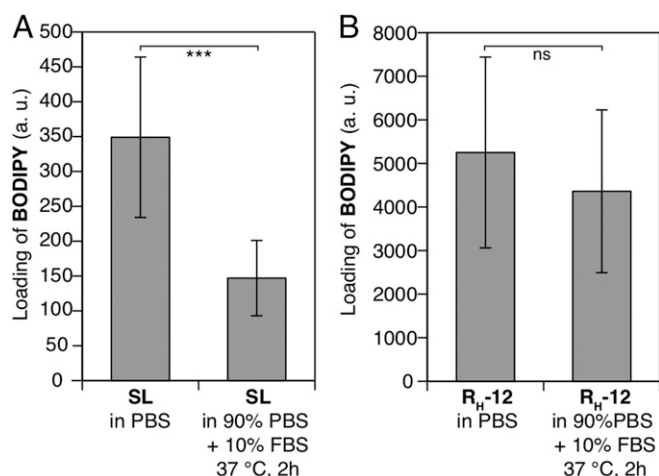 A
Loading of BODIPY (a. u.)
500
450
400
350
300
250
200
150
100
50
0
***
SL
in PBS
SL
in 90% PBS
+ 10% FBS
37 °C, 2h
B
Loading of BODIPY (a. u.)
8000
7000
6000
5000
4000
3000
2000
1000
0
ns
R_H-12
in PBS
R_H-12
in 90%PBS
+ 10% FBS
37 °C, 2h